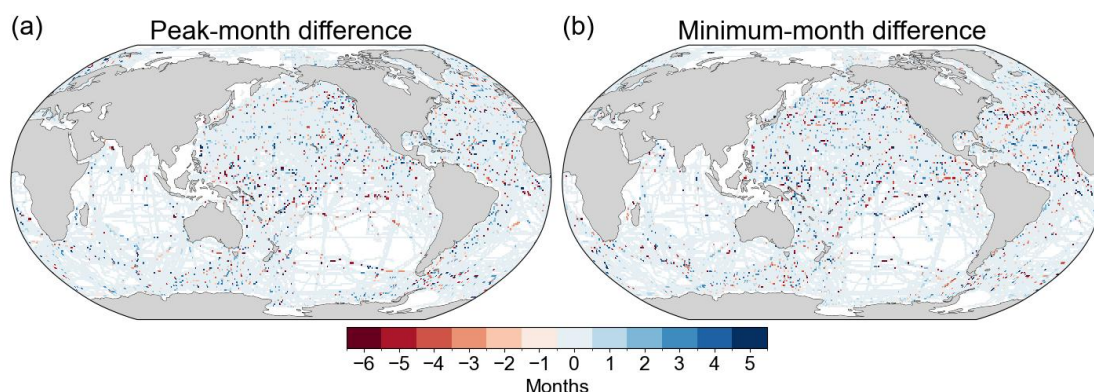 (a) Peak-month difference
(b) Minimum-month difference
−6 −5 −4 −3 −2 −1 0 1 2 3 4 5
Months